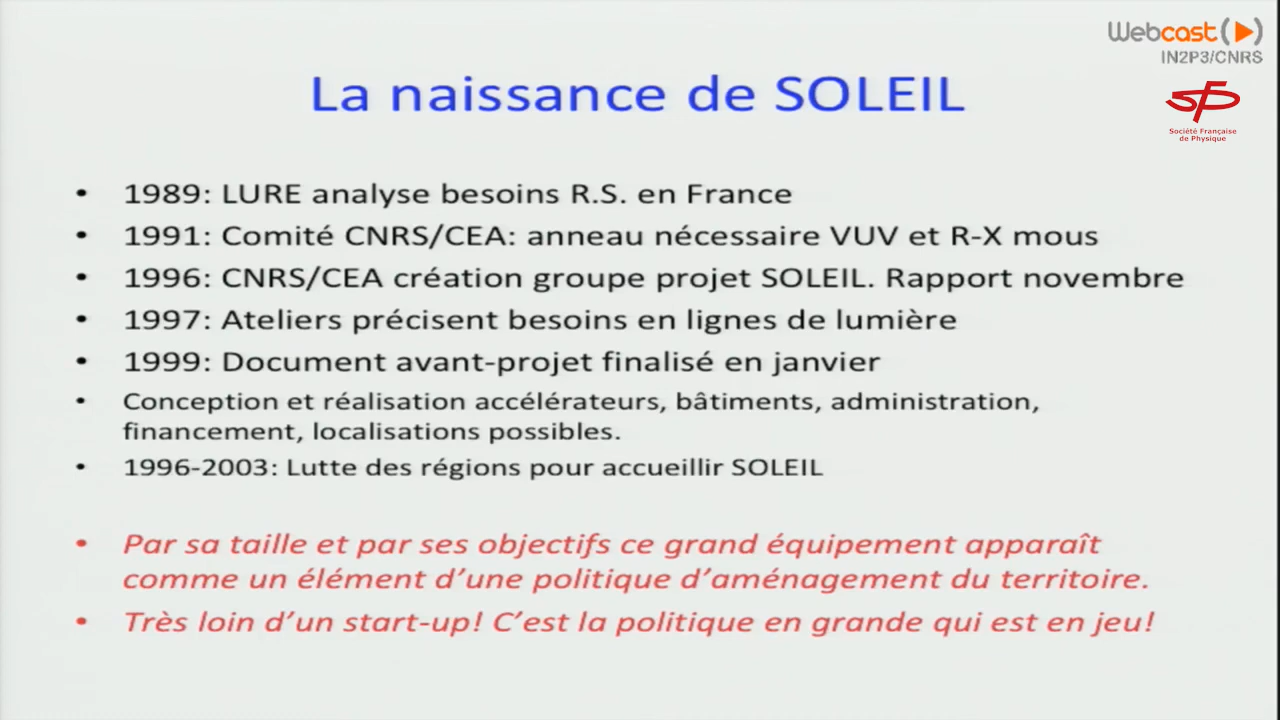 Webcast
IN2P3/CNRS
sfp
Société Française
de Physique
La naissance de SOLEIL
• 1989: LURE analyse besoins R.S. en France
• 1991: Comité CNRS/CEA: anneau nécessaire VUV et R-X mous
• 1996: CNRS/CEA création groupe projet SOLEIL. Rapport novembre
• 1997: Ateliers précisent besoins en lignes de lumière
• 1999: Document avant-projet finalisé en janvier
• Conception et réalisation accélérateurs, bâtiments, administration,
financement, localisations possibles.
• 1996-2003: Lutte des régions pour accueillir SOLEIL
• Par sa taille et par ses objectifs ce grand équipement apparaît
comme un élément d’une politique d’aménagement du territoire.
• Très loin d’un start-up! C’est la politique en grande qui est en jeu!